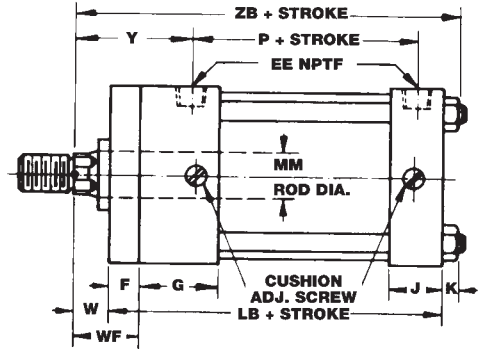 ZB + STROKE
Y P + STROKE
EE NPTF
MM
ROD DIA.
F G CUSHION J K
ADJ. SCREW
W LB + STROKE
WF